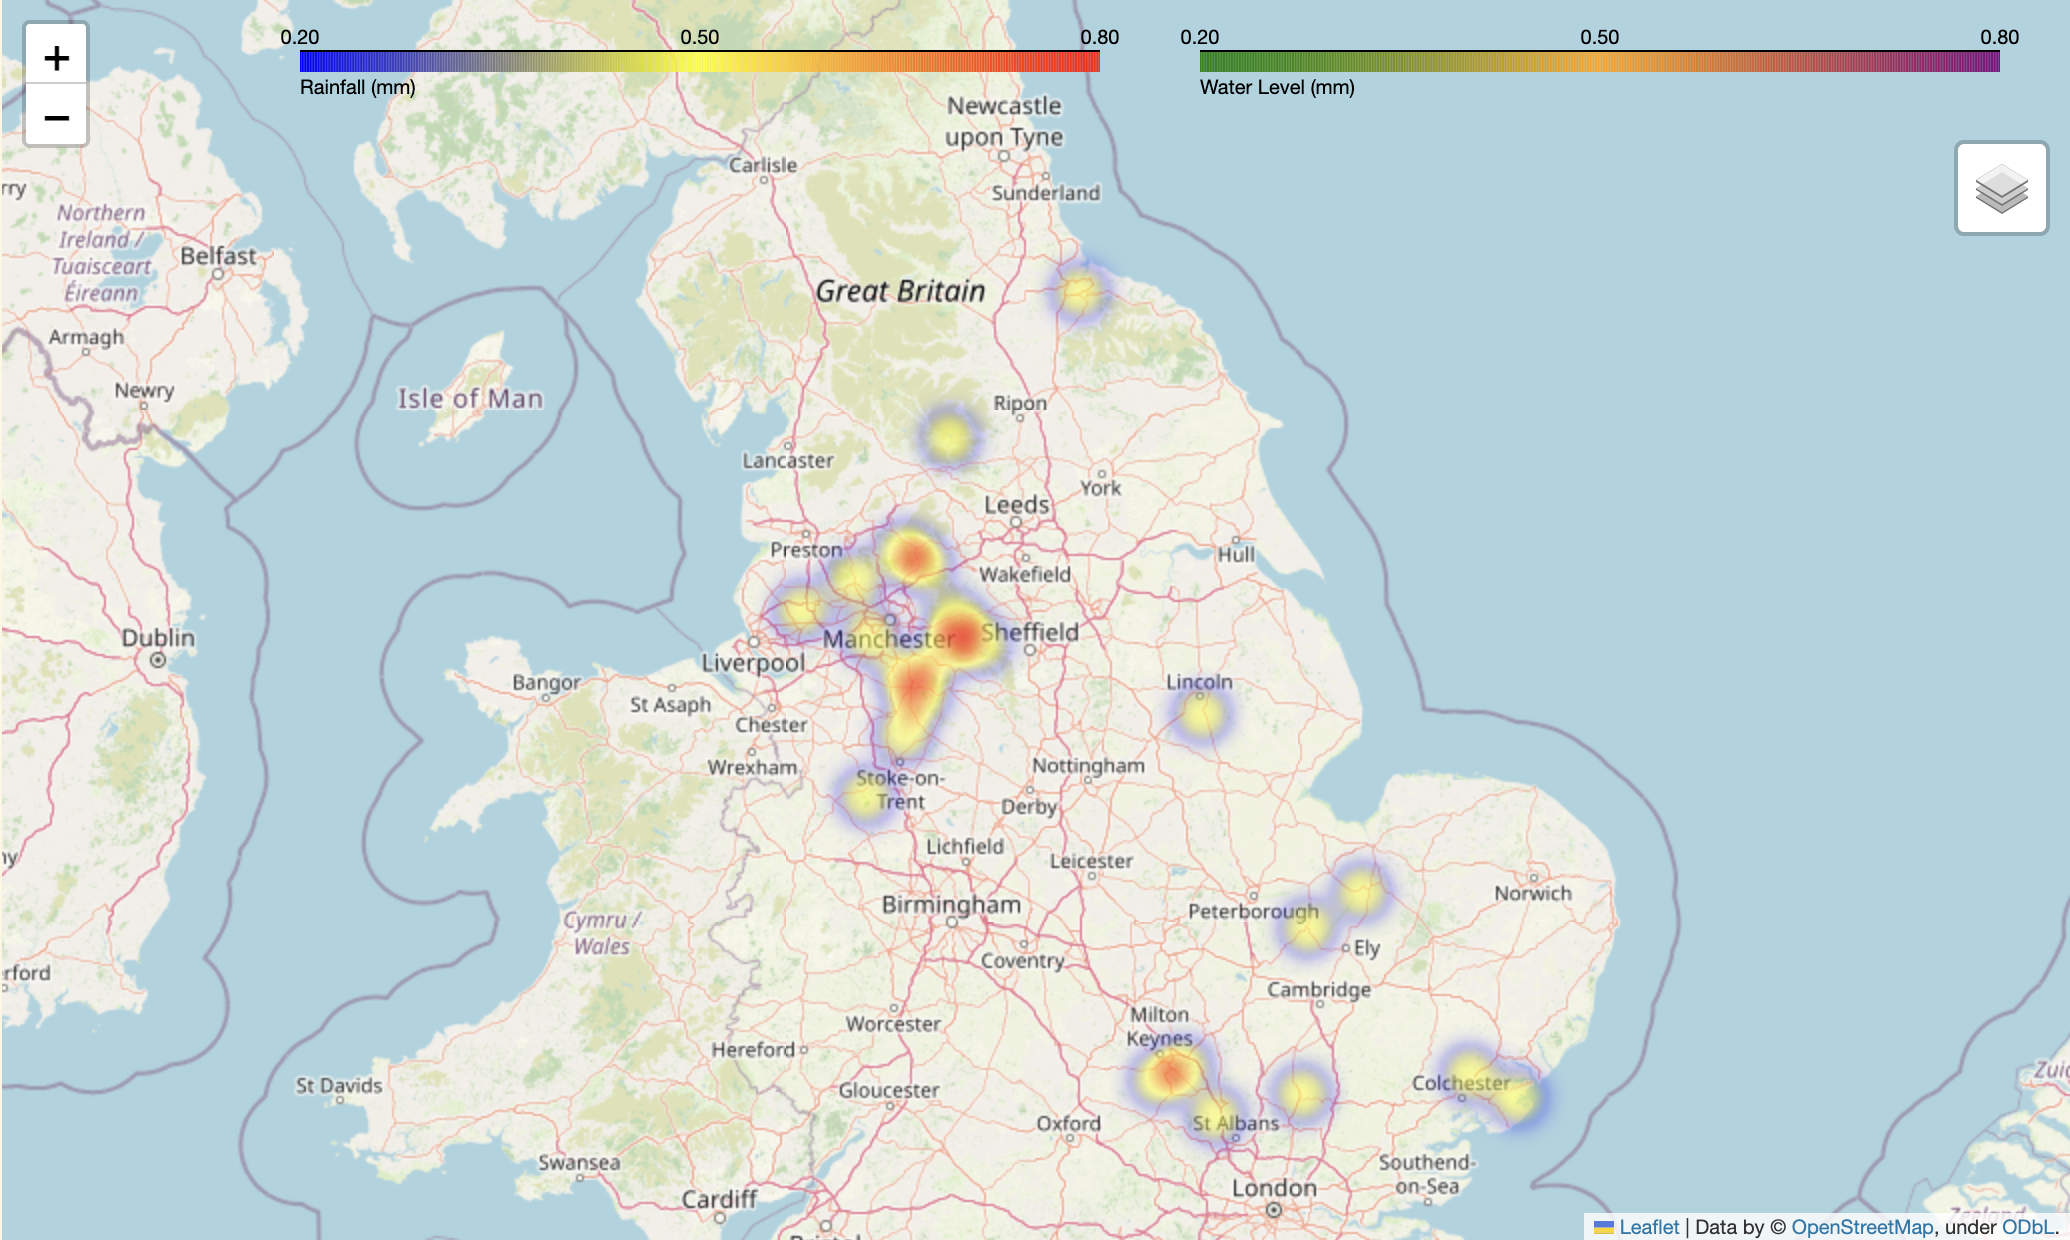 +
−
0.20
0.50
0.80
Rainfall (mm)
0.20
0.50
0.80
Water Level (mm)
Newcastle
upon Tyne
Carlisle
Sunderland
rry
Northern
Ireland /
Tuaisceart
Éireann
Belfast
Great Britain
Armagh
Newry
Isle of Man
Ripon
Lancaster
York
Leeds
Preston
Hull
Wakefield
Dublin
Manchester
Sheffield
Liverpool
Bangor
St Asaph
Lincoln
Chester
Wrexham
Nottingham
Stoke-on-
Trent
Derby
Lichfield
Leicester
hy
Birmingham
Peterborough
Norwich
Cymru /
Wales
Ely
Coventry
rford
Cambridge
Worcester
Milton
Keynes
Hereford
St Davids
Gloucester
Colchester
Oxford
St Albans
Swansea
Southend-
on-Sea
Cardiff
London
Zuid
Zeeland
Bristol
Leaflet | Data by © OpenStreetMap, under ODbL.